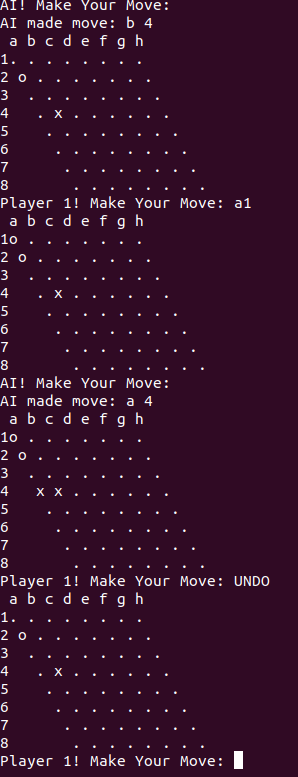 AI! Make Your Move:
AI made move: b 4
 a b c d e f g h
1. . . . . . . .
2 o . . . . . . .
3  . . . . . . . .
4   . x . . . . . .
5    . . . . . . . .
6     . . . . . . . .
7      . . . . . . . .
8       . . . . . . . .
Player 1! Make Your Move: a1
 a b c d e f g h
1o . . . . . . .
2 o . . . . . . .
3  . . . . . . . .
4   . x . . . . . .
5    . . . . . . . .
6     . . . . . . . .
7      . . . . . . . .
8       . . . . . . . .
AI! Make Your Move:
AI made move: a 4
 a b c d e f g h
1o . . . . . . .
2 o . . . . . . .
3  . . . . . . . .
4   x x . . . . . .
5    . . . . . . . .
6     . . . . . . . .
7      . . . . . . . .
8       . . . . . . . .
Player 1! Make Your Move: UNDO
 a b c d e f g h
1. . . . . . . .
2 o . . . . . . .
3  . . . . . . . .
4   . x . . . . . .
5    . . . . . . . .
6     . . . . . . . .
7      . . . . . . . .
8       . . . . . . . .
Player 1! Make Your Move: